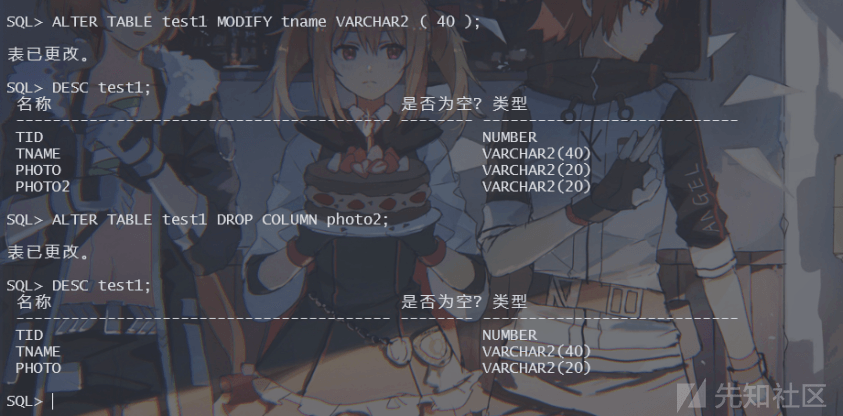 SQL> ALTER TABLE test1 MODIFY tname VARCHAR2 ( 40 );
表已更改。
SQL> DESC test1;
名称 是否为空? 类型
----------------------------------------- -------- ----------------------------
TID NUMBER
TNAME VARCHAR2(40)
PHOTO VARCHAR2(20)
PHOTO2 VARCHAR2(20)
SQL> ALTER TABLE test1 DROP COLUMN photo2;
表已更改。
SQL> DESC test1;
名称 是否为空? 类型
----------------------------------------- -------- ----------------------------
TID NUMBER
TNAME VARCHAR2(40)
PHOTO VARCHAR2(20)
SQL>
ANGEL
先知社区